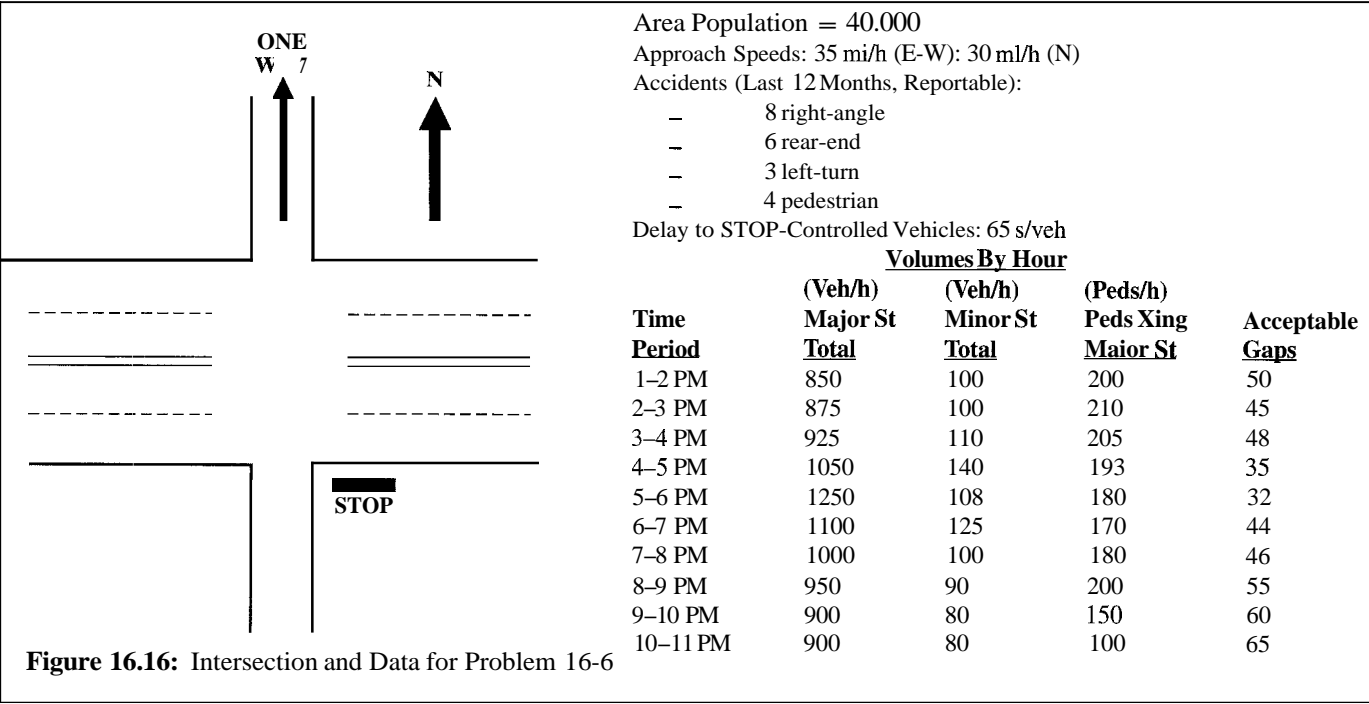 ONE
W 7
N
STOP
Figure 16.16: Intersection and Data for Problem 16-6
Area Population = 40.000
Approach Speeds: 35 mi/h (E-W): 30 ml/h (N)
Accidents (Last 12 Months, Reportable):
– 8 right-angle
– 6 rear-end
– 3 left-turn
– 4 pedestrian
Delay to STOP-Controlled Vehicles: 65 s/veh
Volumes By Hour
(Veh/h) (Veh/h) (Peds/h)
Time Major St Minor St Peds Xing Acceptable
Period Total Total Maior St Gaps
1–2 PM 850 100 200 50
2–3 PM 875 100 210 45
3–4 PM 925 110 205 48
4–5 PM 1050 140 193 35
5–6 PM 1250 108 180 32
6–7 PM 1100 125 170 44
7–8 PM 1000 100 180 46
8–9 PM 950 90 200 55
9–10 PM 900 80 150 60
10–11 PM 900 80 100 65